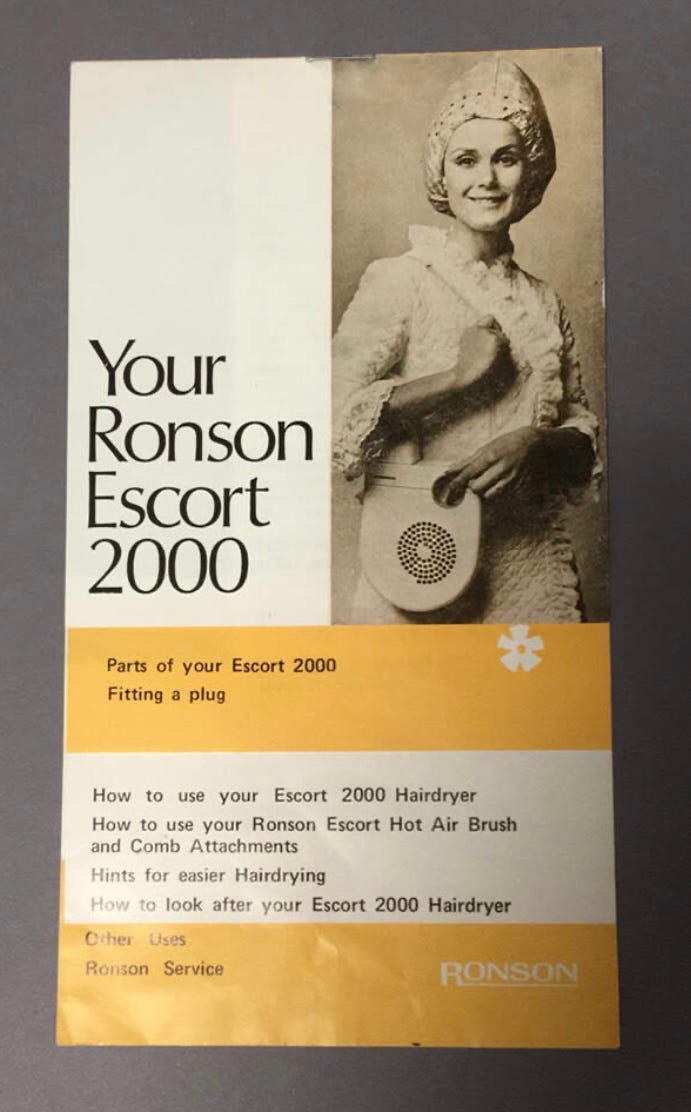 Your
Ronson
Escort
2000
Parts of your Escort 2000
Fitting a plug
How to use your Escort 2000 Hairdryer
How to use your Ronson Escort Hot Air Brush
and Comb Attachments
Hints for easier Hairdrying
How to look after your Escort 2000 Hairdryer
Other Uses
Ronson Service
RONSON